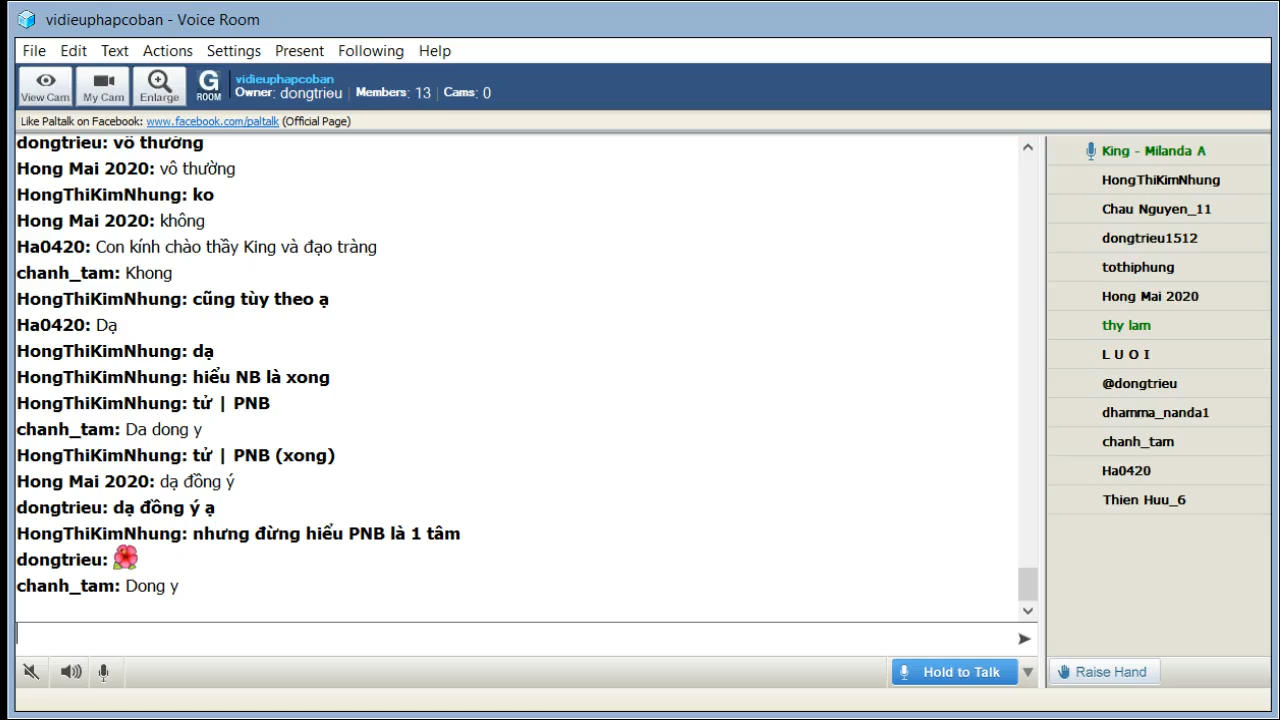 vidieuphapcoban - Voice Room
File Edit Text Actions Settings Present Following Help
View Cam
My Cam
Enlarge
G ROOM
vidieuphapcoban
Owner: dongtrieu | Members: 13 | Cams: 0
Like Paltalk on Facebook: www.facebook.com/paltalk (Official Page)
dongtrieu: vô thường
Hong Mai 2020: vô thường
HongThiKimNhung: ko
Hong Mai 2020: không
Ha0420: Con kính chào thầy King và đạo tràng
chanh_tam: Khong
HongThiKimNhung: cũng tùy theo ạ
Ha0420: Dạ
HongThiKimNhung: dạ
HongThiKimNhung: hiểu NB là xong
HongThiKimNhung: tử | PNB
chanh_tam: Da dong y
HongThiKimNhung: tử | PNB (xong)
Hong Mai 2020: dạ đồng ý
dongtrieu: dạ đồng ý ạ
HongThiKimNhung: nhưng đừng hiểu PNB là 1 tâm
dongtrieu:
chanh_tam: Dong y
King - Milanda A
HongThiKimNhung
Chau Nguyen_11
dongtrieu1512
tothiphung
Hong Mai 2020
thy lam
L U O I
@dongtrieu
dhamma_nanda1
chanh_tam
Ha0420
Thien Huu_6
Hold to Talk
Raise Hand